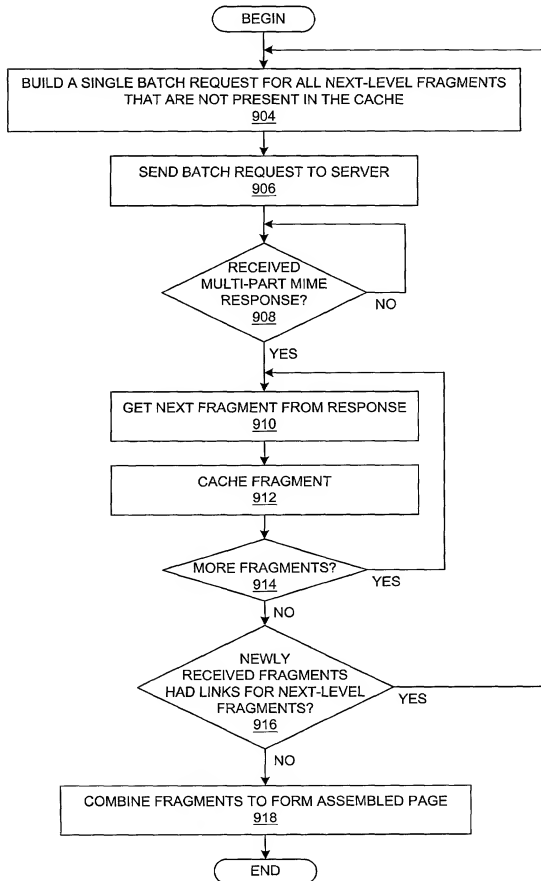 BEGIN
BUILD A SINGLE BATCH REQUEST FOR ALL NEXT-LEVEL FRAGMENTS
THAT ARE NOT PRESENT IN THE CACHE
904
SEND BATCH REQUEST TO SERVER
906
RECEIVED
MULTI-PART MIME
RESPONSE?
908
NO
YES
GET NEXT FRAGMENT FROM RESPONSE
910
CACHE FRAGMENT
912
MORE FRAGMENTS?
914
YES
NO
NEWLY
RECEIVED FRAGMENTS
HAD LINKS FOR NEXT-LEVEL
FRAGMENTS?
916
YES
NO
COMBINE FRAGMENTS TO FORM ASSEMBLED PAGE
918
END